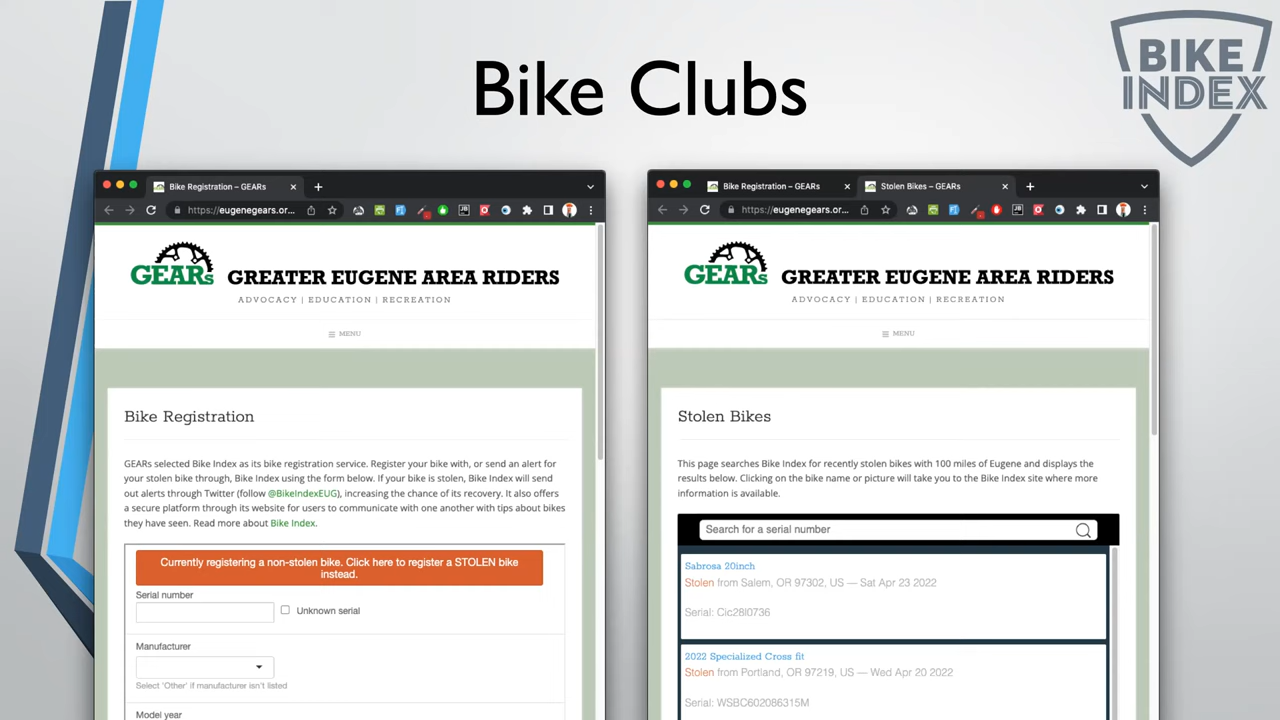 Bike Clubs
BIKE
INDEX
Bike Registration – GEARs
https://eugenegears.or...
GEARs
GREATER EUGENE AREA RIDERS
ADVOCACY | EDUCATION | RECREATION
MENU
Bike Registration
GEARs selected Bike Index as its bike registration service. Register your bike with, or send an alert for
your stolen bike through, Bike Index using the form below. If your bike is stolen, Bike Index will send
out alerts through Twitter (follow @BikeIndexEUG), increasing the chance of its recovery. It also offers
a secure platform through its website for users to communicate with one another with tips about bikes
they have seen. Read more about Bike Index.
Currently registering a non-stolen bike. Click here to register a STOLEN bike
instead.
Serial number
Unknown serial
Manufacturer
Select 'Other' if manufacturer isn't listed
Model year
Bike Registration – GEARs
Stolen Bikes – GEARs
https://eugenegears.or...
GEARs
GREATER EUGENE AREA RIDERS
ADVOCACY | EDUCATION | RECREATION
MENU
Stolen Bikes
This page searches Bike Index for recently stolen bikes with 100 miles of Eugene and displays the
results below. Clicking on the bike name or picture will take you to the Bike Index site where more
information is available.
Search for a serial number
Sabrosa 20inch
Stolen from Salem, OR 97302, US — Sat Apr 23 2022
Serial: Cic28l0736
2022 Specialized Cross fit
Stolen from Portland, OR 97219, US — Wed Apr 20 2022
Serial: WSBC602086315M